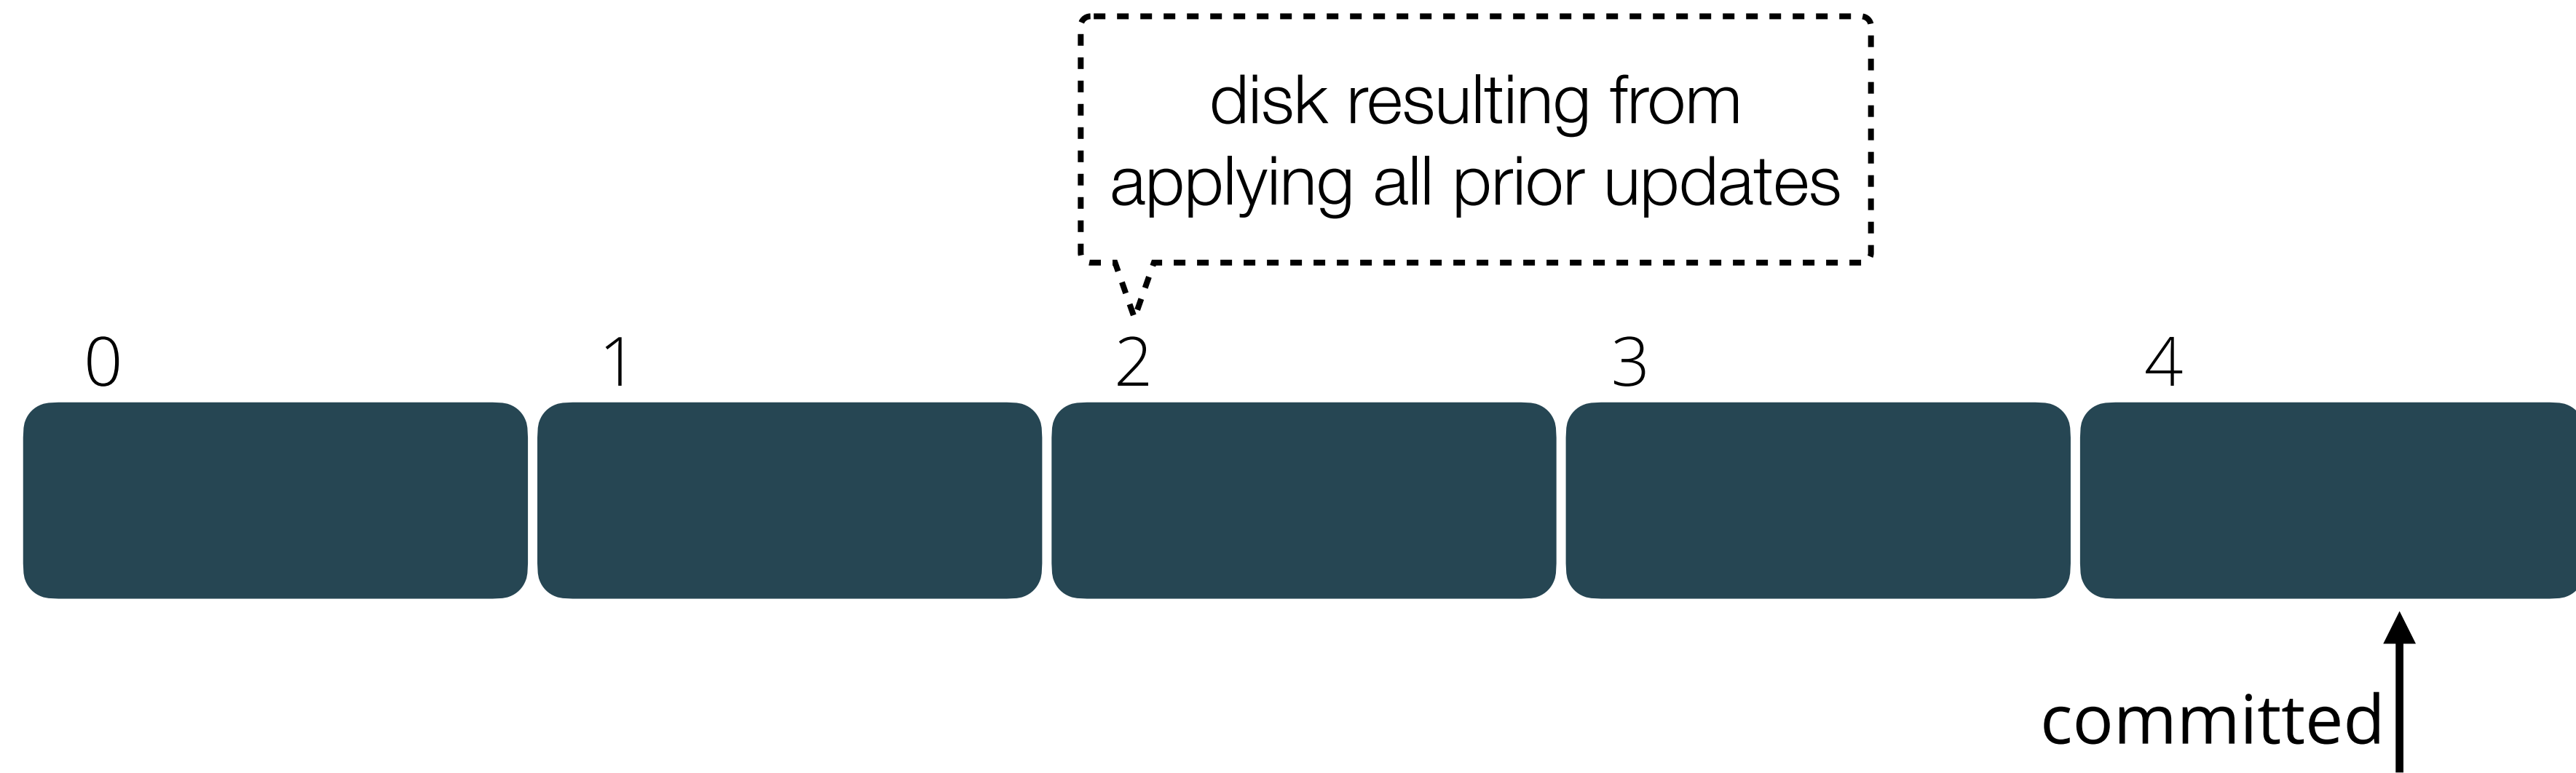 disk resulting from
applying all prior updates
0 1 2 3 4
committed